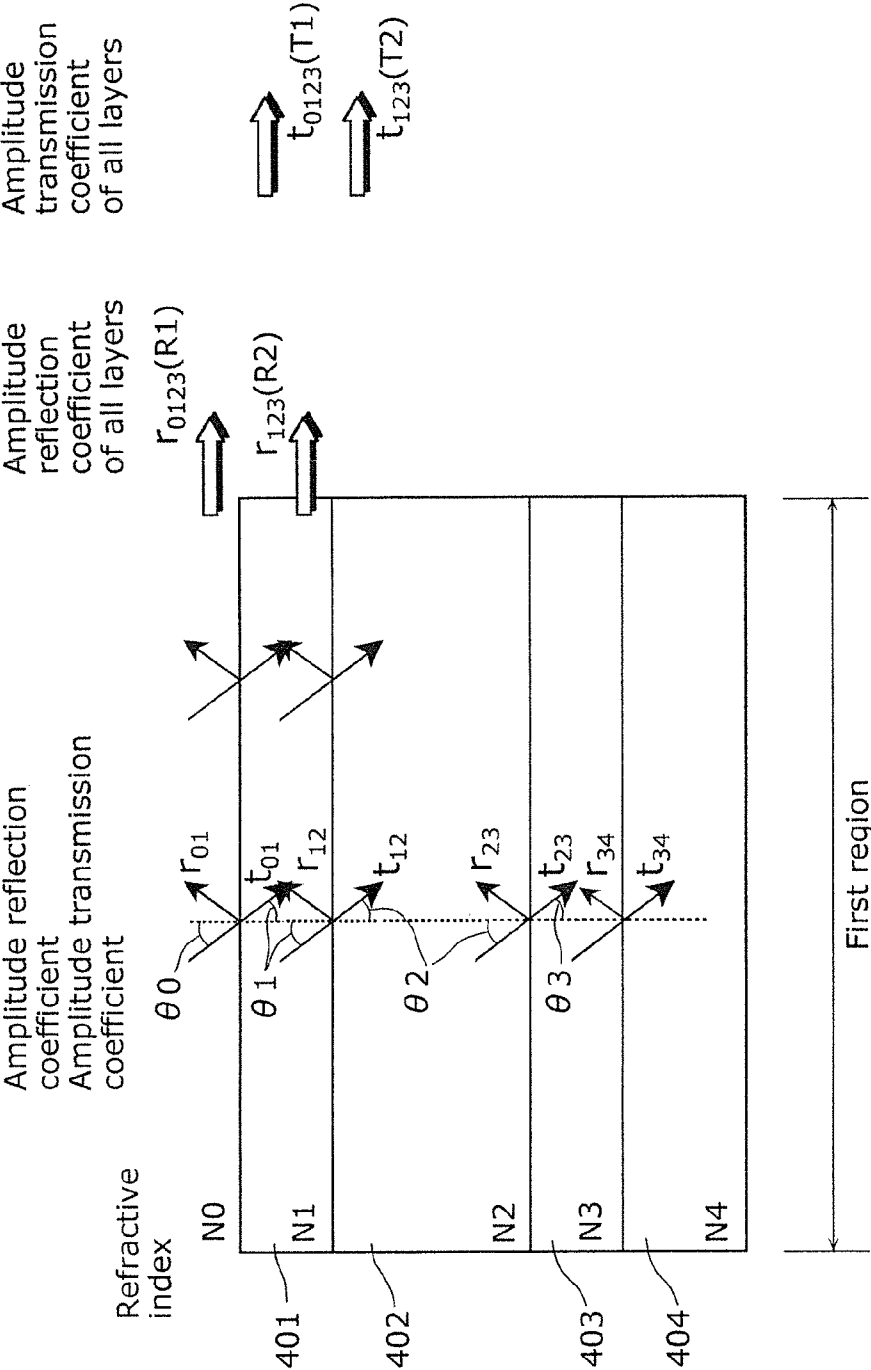 Refractive
index
Amplitude reflection
coefficient
Amplitude transmission
coefficient
Amplitude
reflection
coefficient
of all layers
Amplitude
transmission
coefficient
of all layers
N0
θ0
r01
r0123(R1)
401
N1
θ1
t01
r12
r123(R2)
t0123(T1)
402
N2
θ2
t12
r23
t123(T2)
403
N3
θ3
t23
r34
404
N4
t34
First region